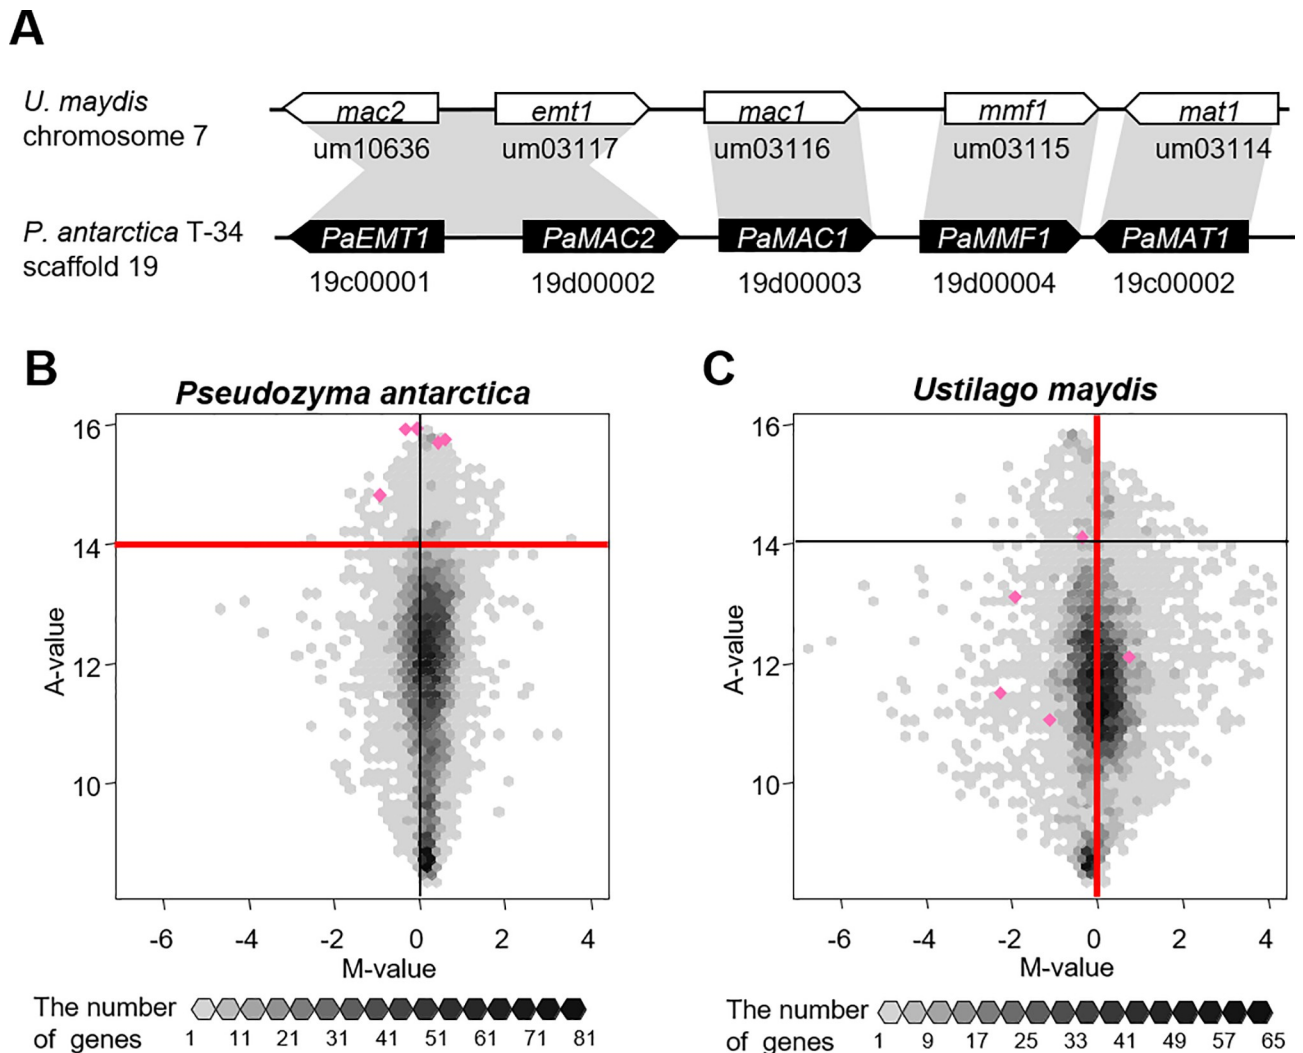 A
U. maydis
chromosome 7
mac2 emt1 mac1 mmf1 mat1
um10636 um03117 um03116 um03115 um03114
P. antarctica T-34
scaffold 19
PaEMT1 PaMAC2 PaMAC1 PaMMF1 PaMAT1
19c00001 19d00002 19d00003 19d00004 19c00002
B
Pseudozyma antarctica
16
14
12
10
A-value
-6 -4 -2 0 2 4
M-value
The number
of genes
1 11 21 31 41 51 61 71 81
C
Ustilago maydis
16
14
12
10
A-value
-6 -4 -2 0 2 4
M-value
The number
of genes
1 9 17 25 33 41 49 57 65